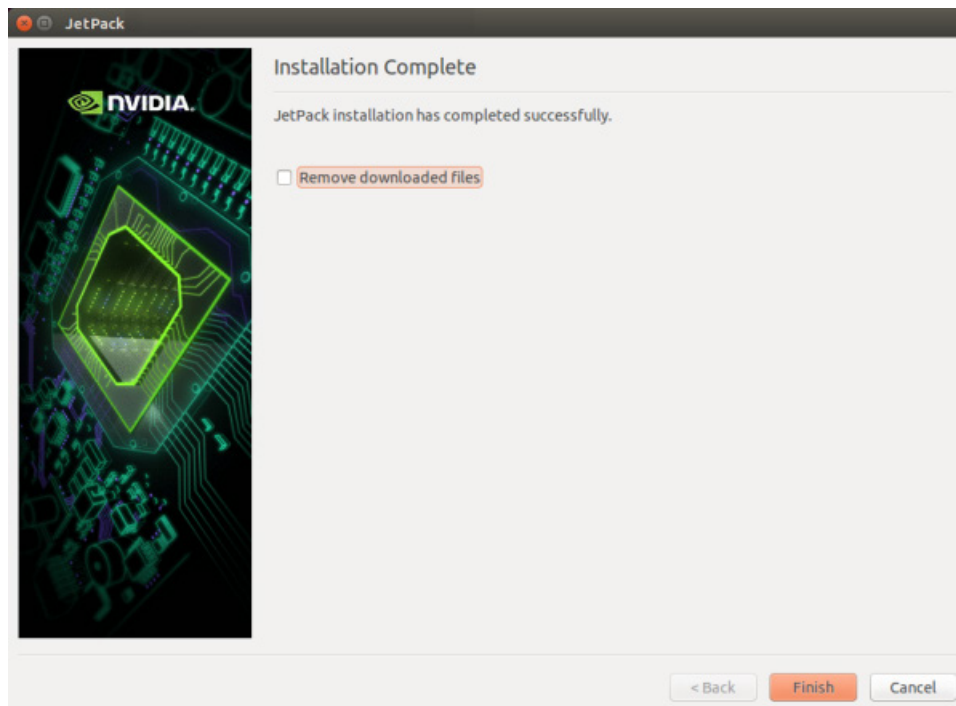 JetPack
NVIDIA.
Installation Complete
JetPack installation has completed successfully.
Remove downloaded files
< Back
Finish
Cancel